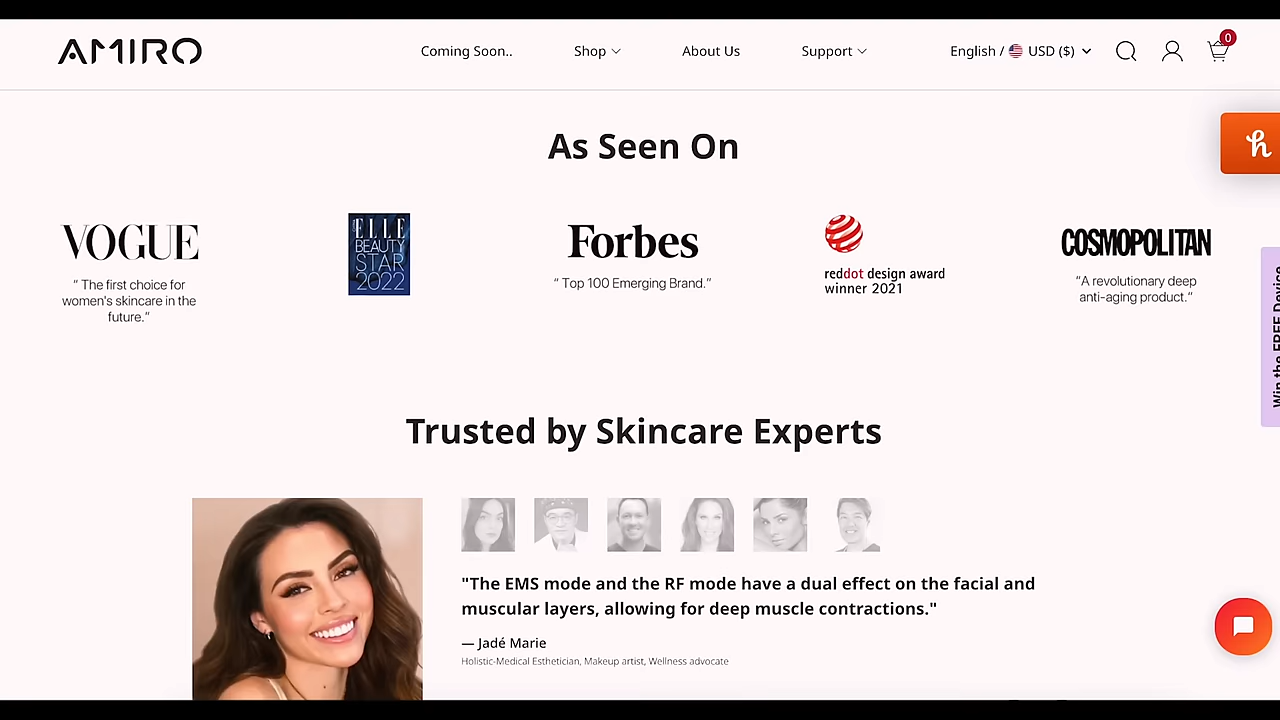 AMIRO
Coming Soon..
Shop
About Us
Support
English / USD ($)
0
As Seen On
VOGUE
“ The first choice for
women's skincare in the
future.”
ELLE
BEAUTY
STAR
2022
Forbes
“ Top 100 Emerging Brand.”
reddot design award
winner 2021
COSMOPOLITAN
“A revolutionary deep
anti-aging product.”
Win the FREE Device
Trusted by Skincare Experts
"The EMS mode and the RF mode have a dual effect on the facial and
muscular layers, allowing for deep muscle contractions."
— Jadé Marie
Holistic-Medical Esthetician, Makeup artist, Wellness advocate